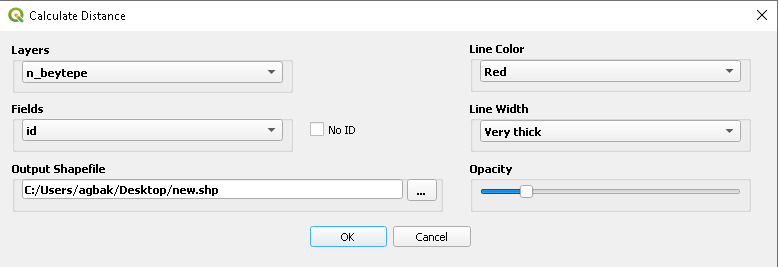 Calculate Distance
Layers
n_beytepe
Line Color
Red
Fields
id
No ID
Line Width
Very thick
Output Shapefile
C:/Users/agbak/Desktop/new.shp
...
Opacity
OK
Cancel